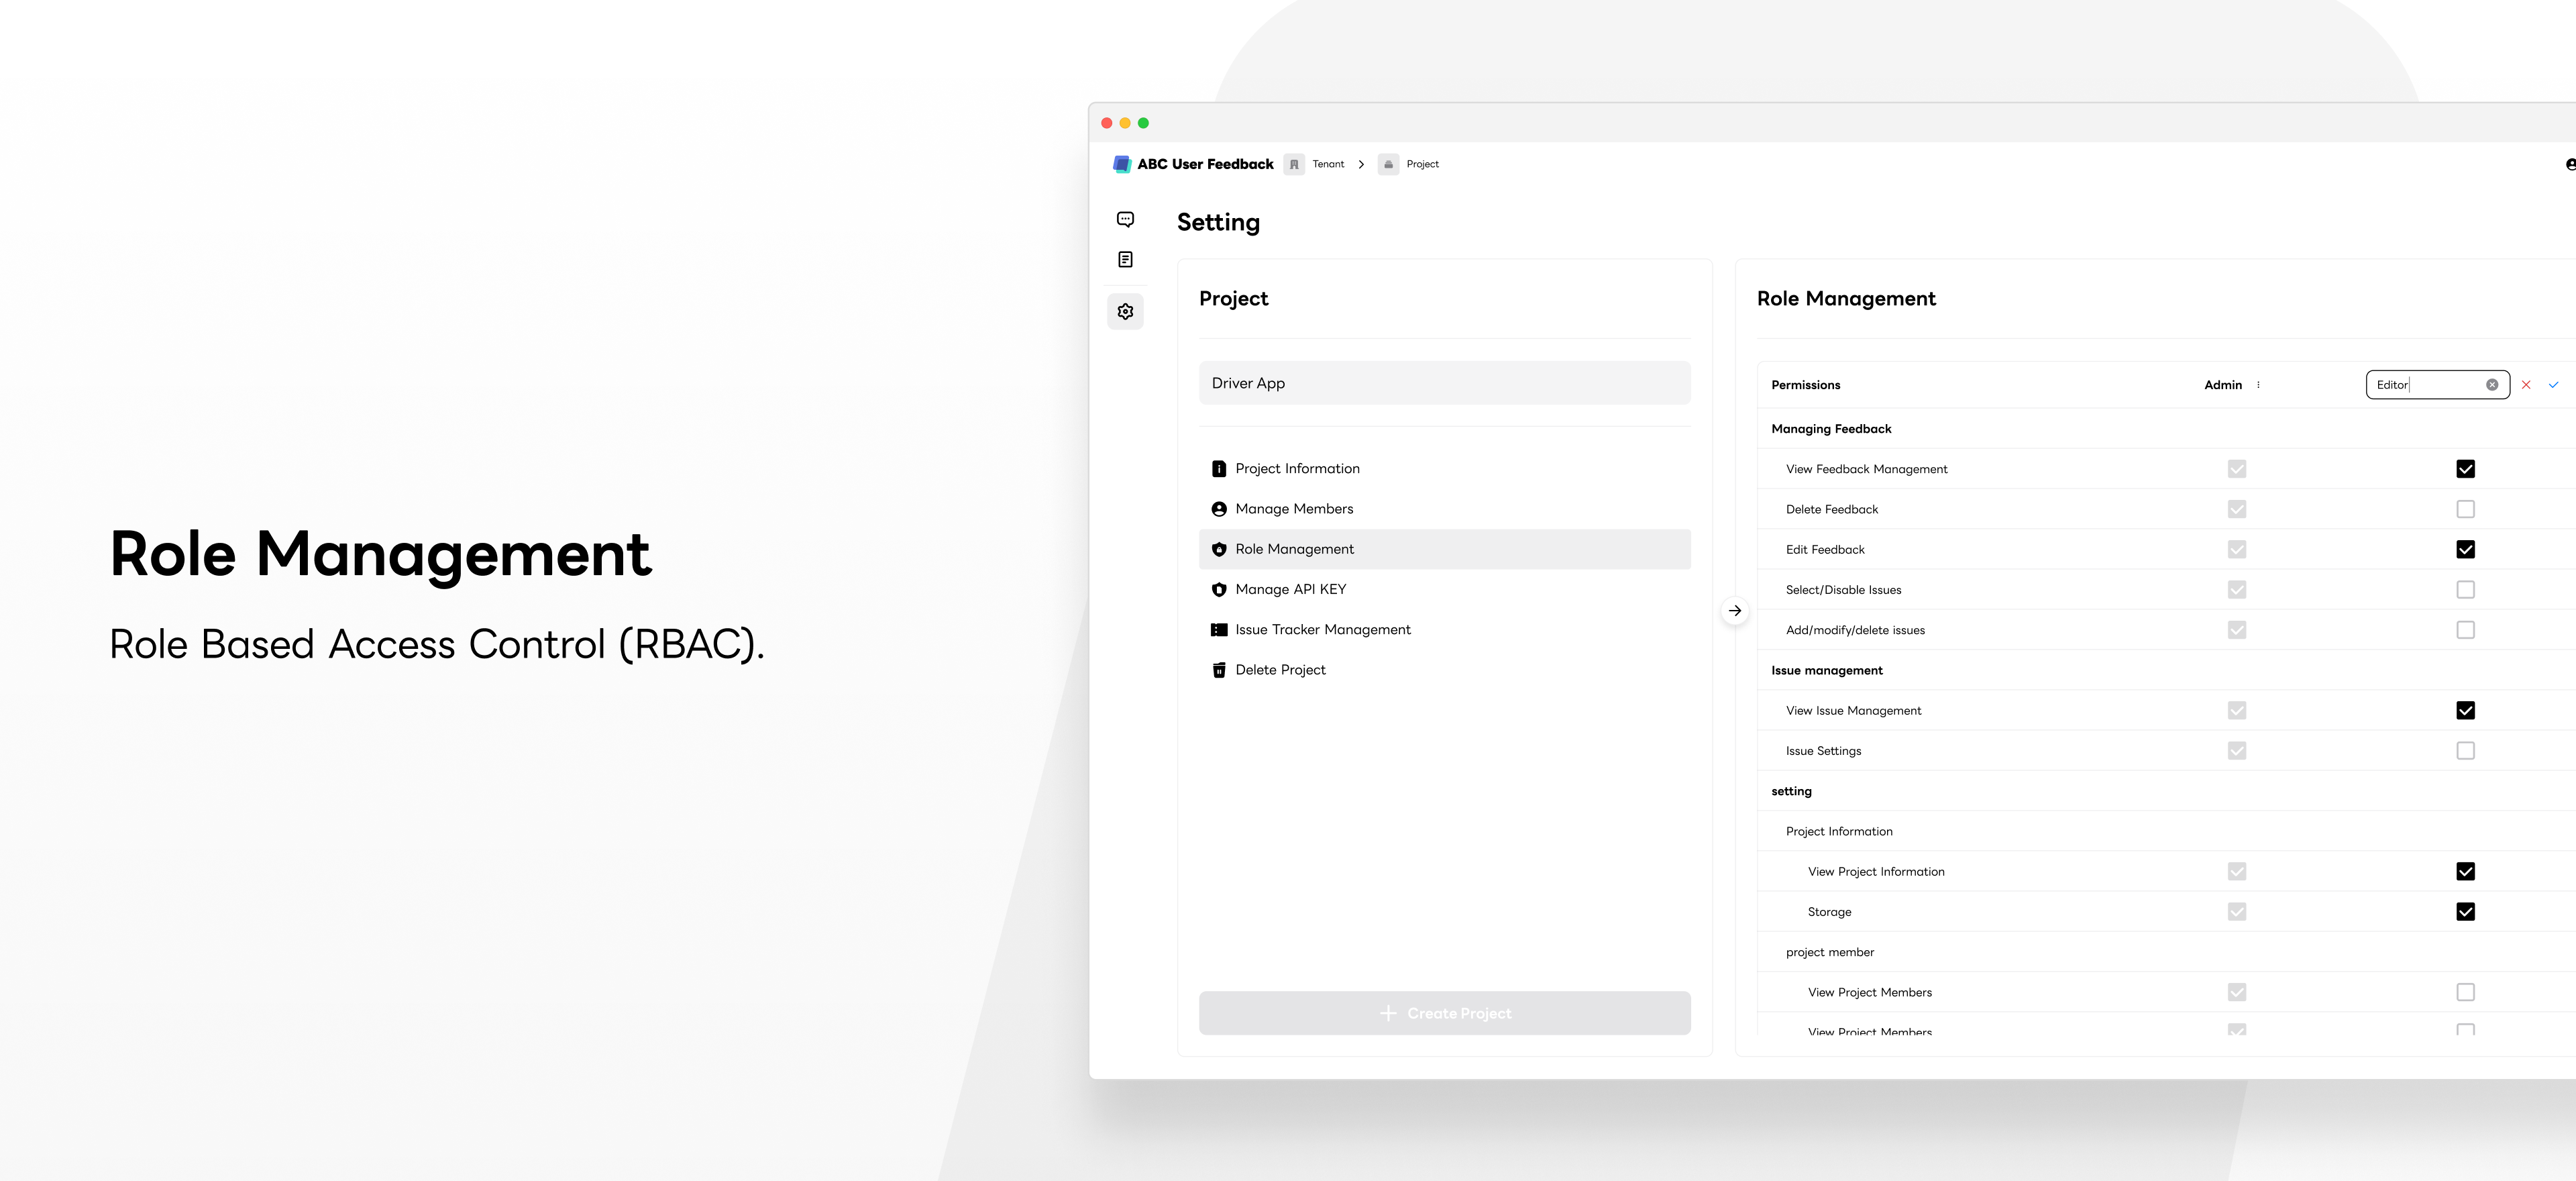 Role Management
Role Based Access Control (RBAC).
ABC User Feedback Tenant Project
Setting
Project
Driver App
Project Information
Manage Members
Role Management
Manage API KEY
Issue Tracker Management
Delete Project
Create Project
Role Management
Permissions Admin Editor
Managing Feedback
View Feedback Management
Delete Feedback
Edit Feedback
Select/Disable Issues
Add/modify/delete issues
Issue management
View Issue Management
Issue Settings
setting
Project Information
View Project Information
Storage
project member
View Project Members
View Project Members